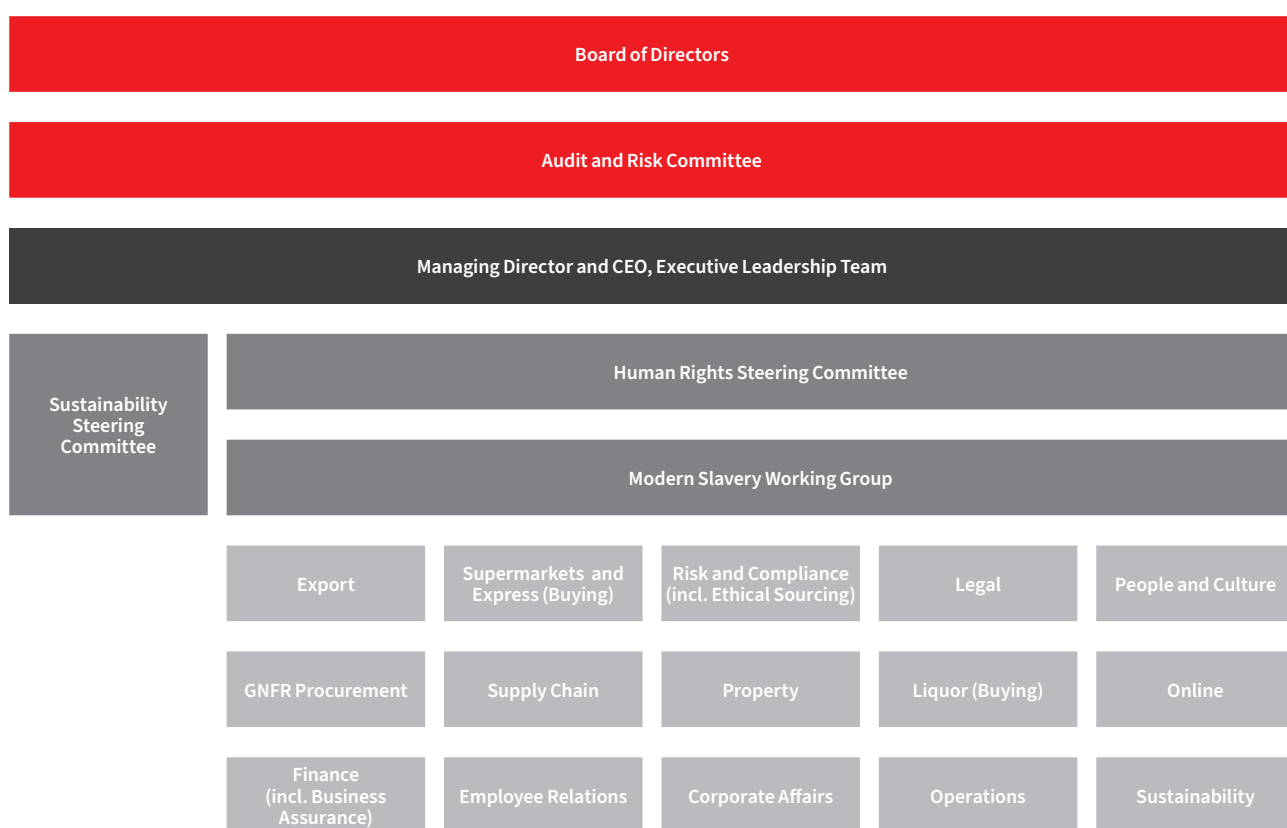 Board of Directors
Audit and Risk Committee
Managing Director and CEO, Executive Leadership Team
Sustainability
Steering
Committee
Human Rights Steering Committee
Modern Slavery Working Group
Export
Supermarkets and
Express (Buying)
Risk and Compliance
(incl. Ethical Sourcing)
Legal
People and Culture
GNFR Procurement
Supply Chain
Property
Liquor (Buying)
Online
Finance
(incl. Business
Assurance)
Employee Relations
Corporate Affairs
Operations
Sustainability